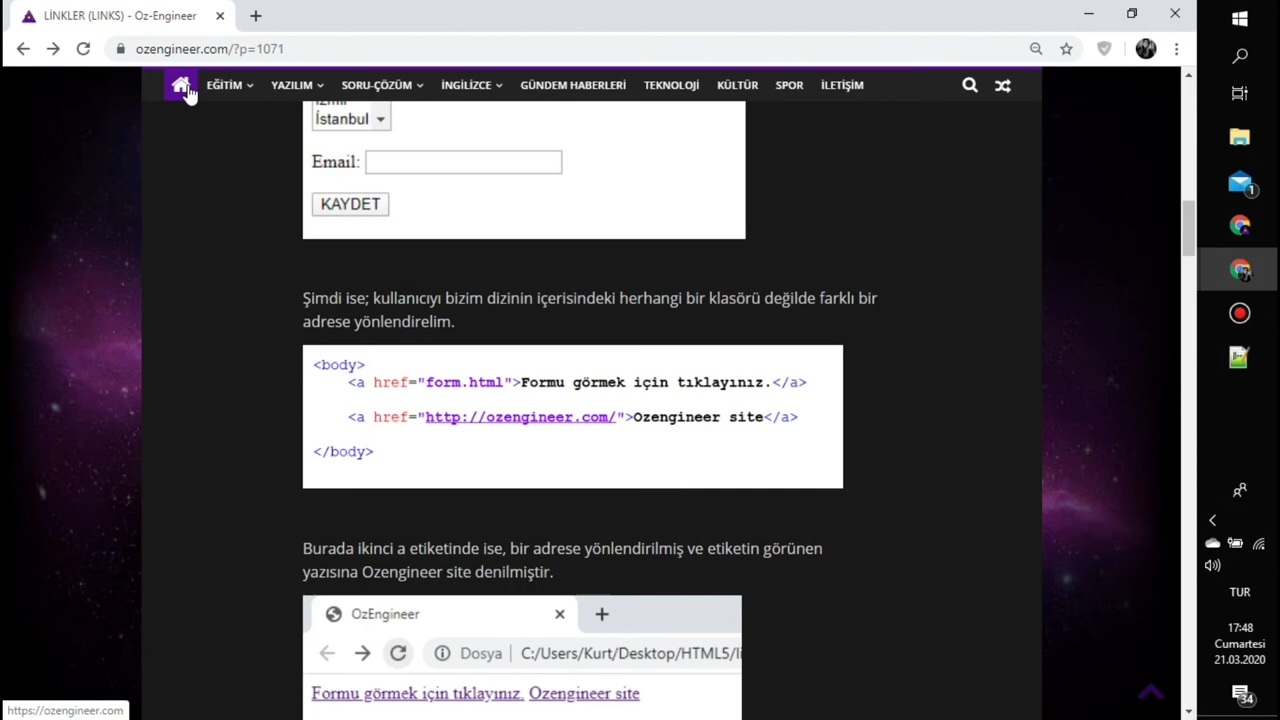 LİNKLER (LINKS) - Oz-Engineer
ozengineer.com/?p=1071
EĞİTİM
YAZILIM
SORU-ÇÖZÜM
İNGİLİZCE
GÜNDEM HABERLERİ
TEKNOLOJİ
KÜLTÜR
SPOR
İLETİŞİM
İzmir
İstanbul
Email:
KAYDET
Şimdi ise; kullanıcıyı bizim dizinin içerisindeki herhangi bir klasörü değilde farklı bir
adrese yönlendirelim.
<body>
<a href="form.html">Formu görmek için tıklayınız.</a>
<a href="http://ozengineer.com/">Ozengineer site</a>
</body>
Burada ikinci a etiketinde ise, bir adrese yönlendirilmiş ve etiketin görünen
yazısına Ozengineer site denilmiştir.
OzEngineer
Dosya | C:/Users/Kurt/Desktop/HTML5/li
Formu görmek için tıklayınız. Ozengineer site
https://ozengineer.com
1
TUR
17:48
Cumartesi
21.03.2020
34